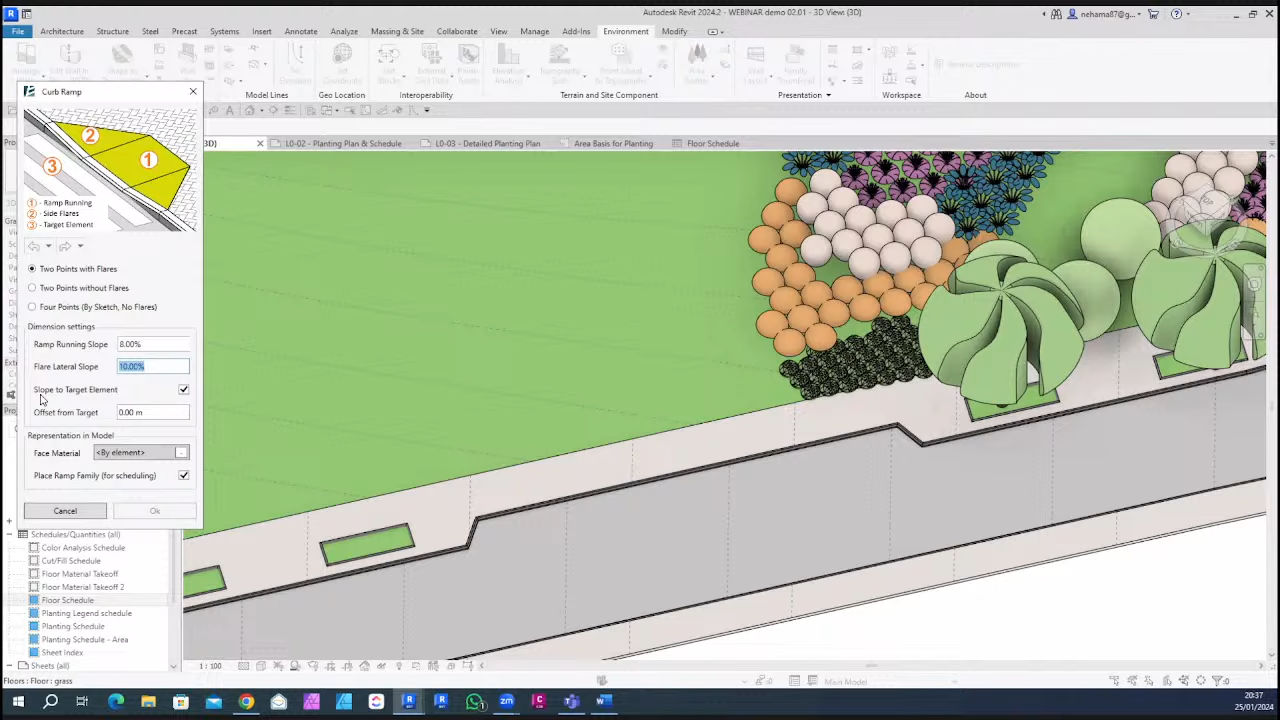 Autodesk Revit 2024.2 - WEBINAR demo 02.01 - 3D View: {3D}
nehama87@g...
File Architecture Structure Steel Precast Systems Insert Annotate Analyze Massing & Site Collaborate View Manage Add-Ins Environment Modify
Model Lines Geo Location Interoperability Terrain and Site Component Presentation Workspace About
Curb Ramp
3D) L0-02 - Planting Plan & Schedule L0-03 - Detailed Planting Plan Area Basis for Planting Floor Schedule
2
1
3
1 - Ramp Running
2 - Side Flares
3 - Target Element
Two Points with Flares
Two Points without Flares
Four Points (By Sketch, No Flares)
Dimension settings
Ramp Running Slope 8.00%
Flare Lateral Slope 10.00%
Slope to Target Element
Offset from Target 0.00 m
Representation in Model
Face Material <By element>
Place Ramp Family (for scheduling)
Cancel Ok
Schedules/Quantities (all)
Color Analysis Schedule
Cut/Fill Schedule
Floor Material Takeoff
Floor Material Takeoff 2
Floor Schedule
Planting Legend schedule
Planting Schedule
Planting Schedule - Area
Sheet Index
Sheets (all)
1 : 100
Floors : Floor : grass
:0
Main Model
:0
20:37
25/01/2024